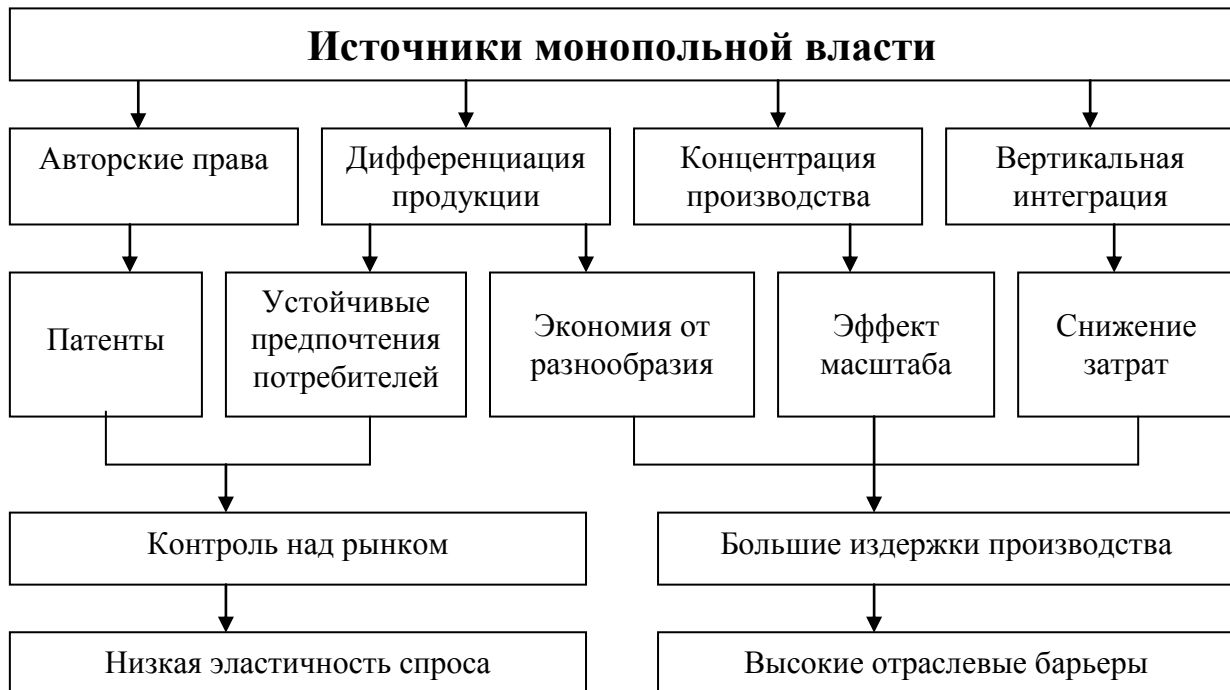 Источники монопольной власти
Авторские права
Дифференциация
продукции
Концентрация
производства
Вертикальная
интеграция
Патенты
Устойчивые
предпочтения
потребителей
Экономия от
разнообразия
Эффект
масштаба
Снижение
затрат
Контроль над рынком
Большие издержки производства
Низкая эластичность спроса
Высокие отраслевые барьеры